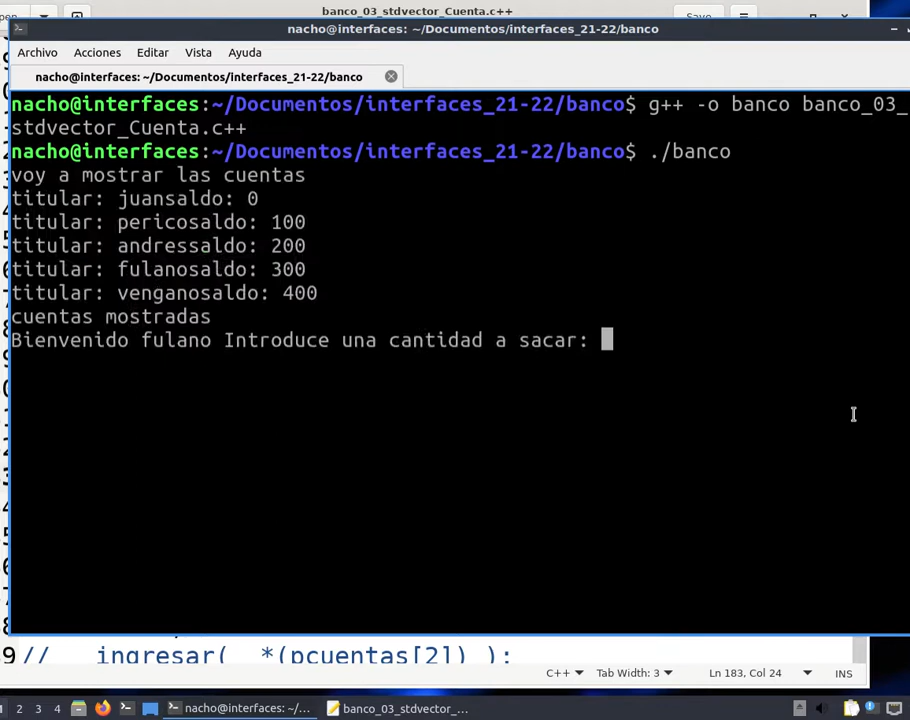 banco_03_stdvector_Cuenta.c++
nacho@interfaces: ~/Documentos/interfaces_21-22/banco
Archivo Acciones Editar Vista Ayuda
nacho@interfaces: ~/Documentos/interfaces_21-22/banco
nacho@interfaces:~/Documentos/interfaces_21-22/banco$ g++ -o banco banco_03_
stdvector_Cuenta.c++
nacho@interfaces:~/Documentos/interfaces_21-22/banco$ ./banco
voy a mostrar las cuentas
titular: juansaldo: 0
titular: pericosaldo: 100
titular: andressaldo: 200
titular: fulanosaldo: 300
titular: venganosaldo: 400
cuentas mostradas
Bienvenido fulano Introduce una cantidad a sacar:
9// ingresar( *(pcuentas[2]) );
C++ Tab Width: 3 Ln 183, Col 24 INS
2 3 4 nacho@interfaces: ~/... banco_03_stdvector_...